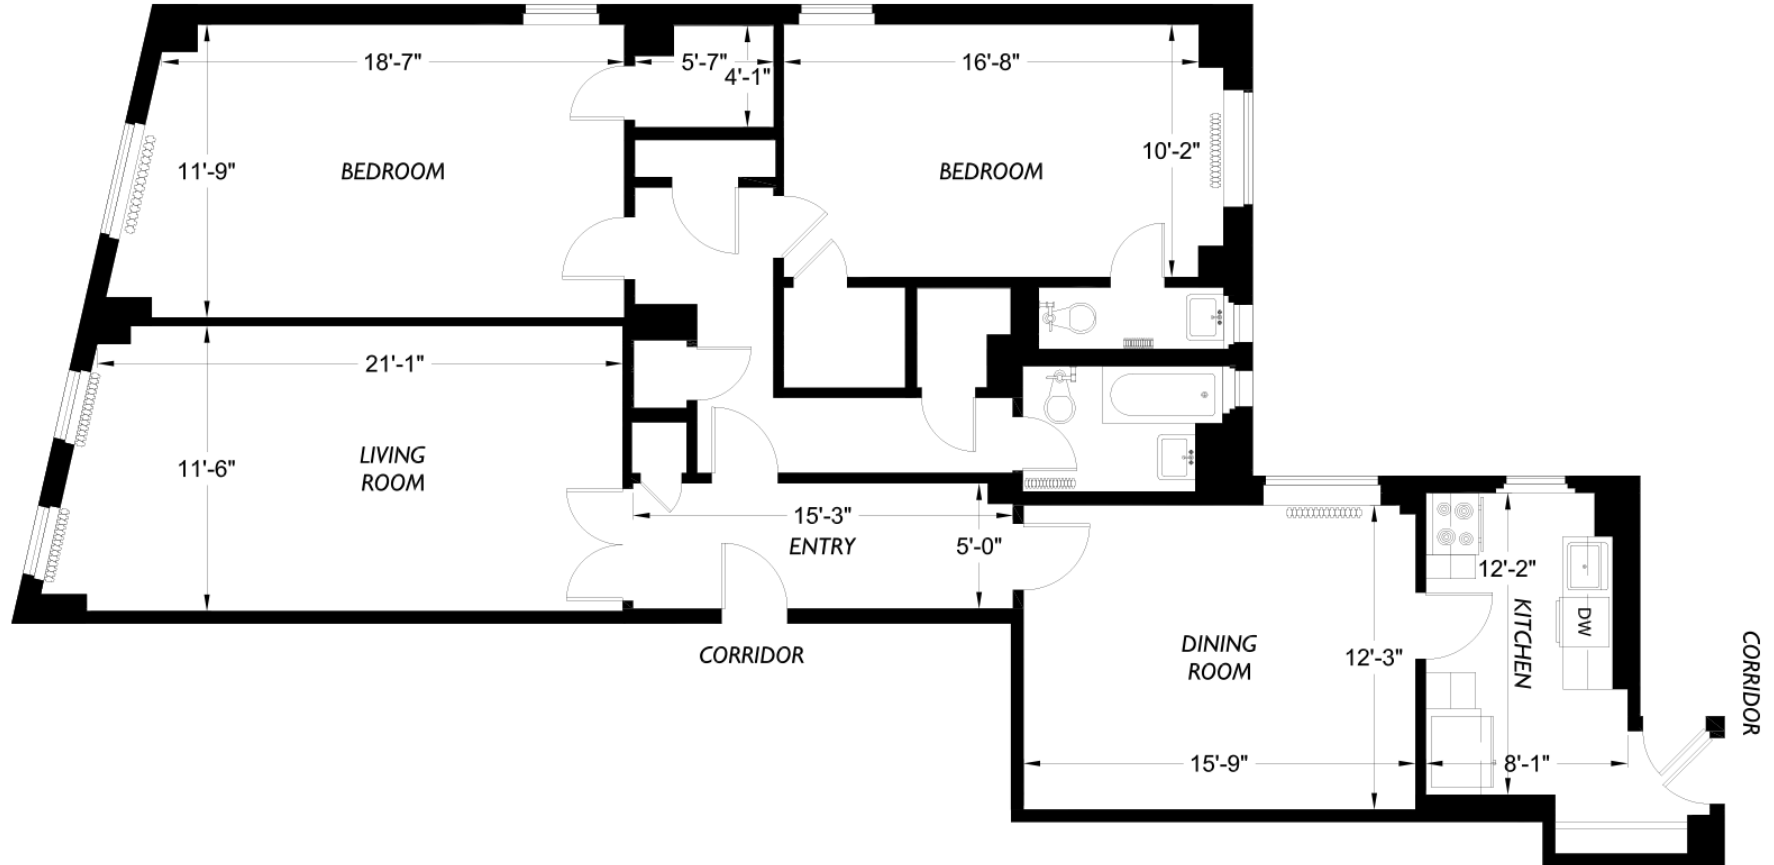 18'-7"
5'-7"
4'-1"
16'-8"
11'-9"
BEDROOM
10'-2"
BEDROOM
21'-1"
11'-6"
LIVING
ROOM
15'-3"
ENTRY
5'-0"
12'-2"
KITCHEN
DW
CORRIDOR
DINING
ROOM
12'-3"
CORRIDOR
15'-9"
8'-1"